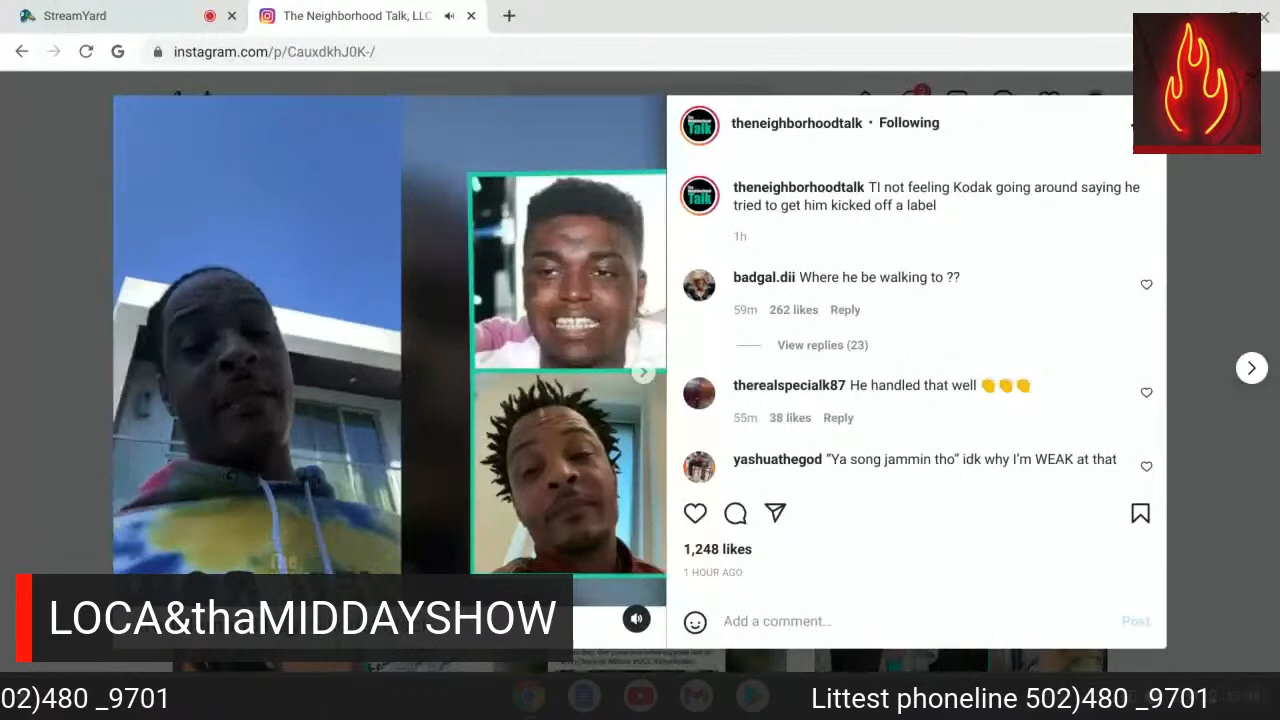 StreamYard
The Neighborhood Talk, LLC
instagram.com/p/CauxdkhJ0K-/
theneighborhoodtalk • Following
theneighborhoodtalk TI not feeling Kodak going around saying he
tried to get him kicked off a label
1h
badgal.dii Where he be walking to ??
59m 262 likes Reply
View replies (23)
therealspecialk87 He handled that well 👏👏👏
55m 38 likes Reply
yashuathegod “Ya song jammin tho” idk why I’m WEAK at that
1,248 likes
1 HOUR AGO
Add a comment...
Post
Talk
Talk
The
LOCA&thaMIDDAYSHOW
02)480 _9701
Littest phoneline 502)480 _9701